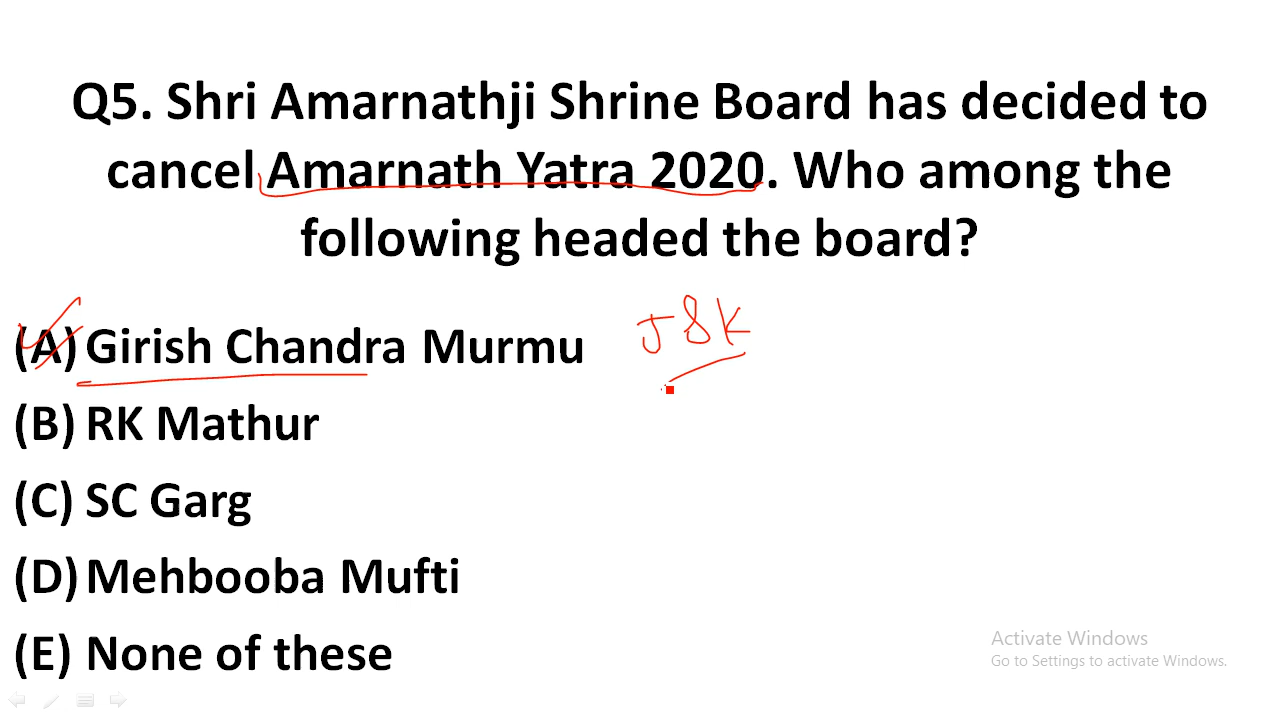 Q5. Shri Amarnathji Shrine Board has decided to
cancel Amarnath Yatra 2020. Who among the
following headed the board?
(A) Girish Chandra Murmu
J&K
(B) RK Mathur
(C) SC Garg
(D) Mehbooba Mufti
(E) None of these
Activate Windows
Go to Settings to activate Windows.